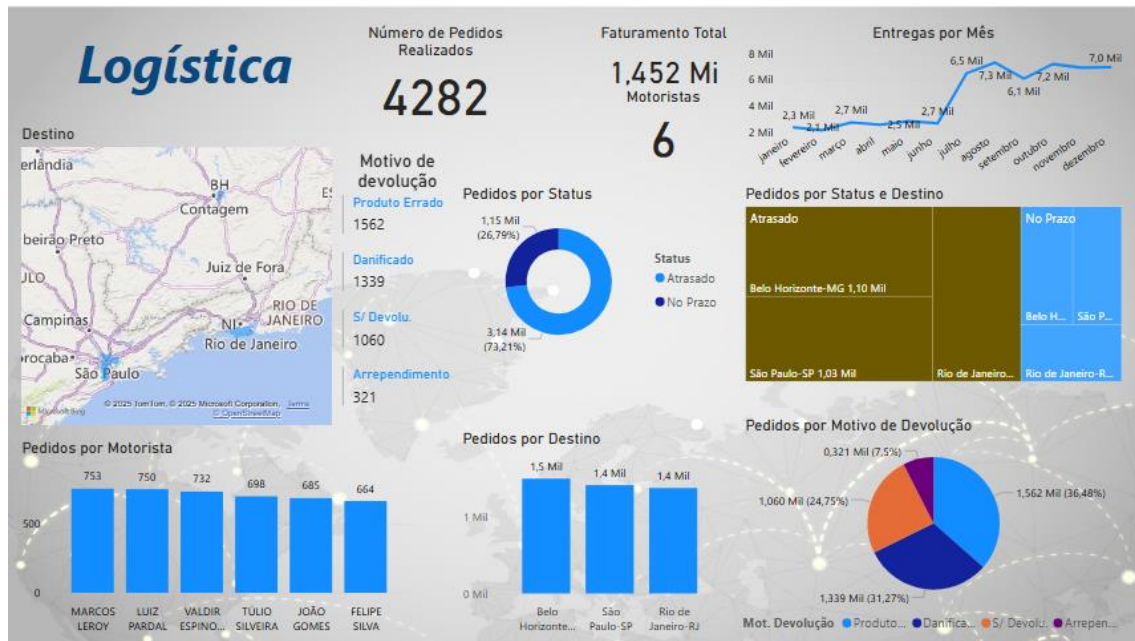 Logística
Número de Pedidos
Realizados
4282
Faturamento Total
1,452 Mi
Motoristas
6
Entregas por Mês
8 Mil
6 Mil
4 Mil
2 Mil
2,3 Mil
2,1 Mil
2,7 Mil
2,5 Mil
2,7 Mil
6,5 Mil
7,3 Mil
6,1 Mil
7,2 Mil
7,0 Mil
janeiro
fevereiro
março
abril
maio
junho
julho
agosto
setembro
outubro
novembro
dezembro
Destino
erlândia
BH
Contagem
ES
beirão Preto
Juiz de Fora
ULO
RIO DE
JANEIRO
Campinas
NI
Rio de Janeiro
rocaba
São Paulo
Microsoft Bing
© 2025 TomTom, © 2025 Microsoft Corporation, Terms
© OpenStreetMap
Motivo de
devolução
Produto Errado
1562
Danificado
1339
S/ Devolu.
1060
Arrependimento
321
Pedidos por Status
1,15 Mil
(26,79%)
3,14 Mil
(73,21%)
Status
Atrasado
No Prazo
Pedidos por Status e Destino
Atrasado
Belo Horizonte-MG 1,10 Mil
São Paulo-SP 1,03 Mil
Rio de Janeiro...
No Prazo
Belo H...
São P...
Rio de Janeiro-R...
Pedidos por Motorista
500
0
753
750
732
698
685
664
MARCOS
LEROY
LUIZ
PARDAL
VALDIR
ESPINO...
TÚLIO
SILVEIRA
JOÃO
GOMES
FELIPE
SILVA
Pedidos por Destino
1 Mil
0 Mil
1,5 Mil
1,4 Mil
1,4 Mil
Belo
Horizonte...
São
Paulo-SP
Rio de
Janeiro-RJ
Pedidos por Motivo de Devolução
0,321 Mil (7,5%)
1,060 Mil (24,75%)
1,562 Mil (36,48%)
1,339 Mil (31,27%)
Mot. Devolução
Produto...
Danifica...
S/ Devolu.
Arrepen...